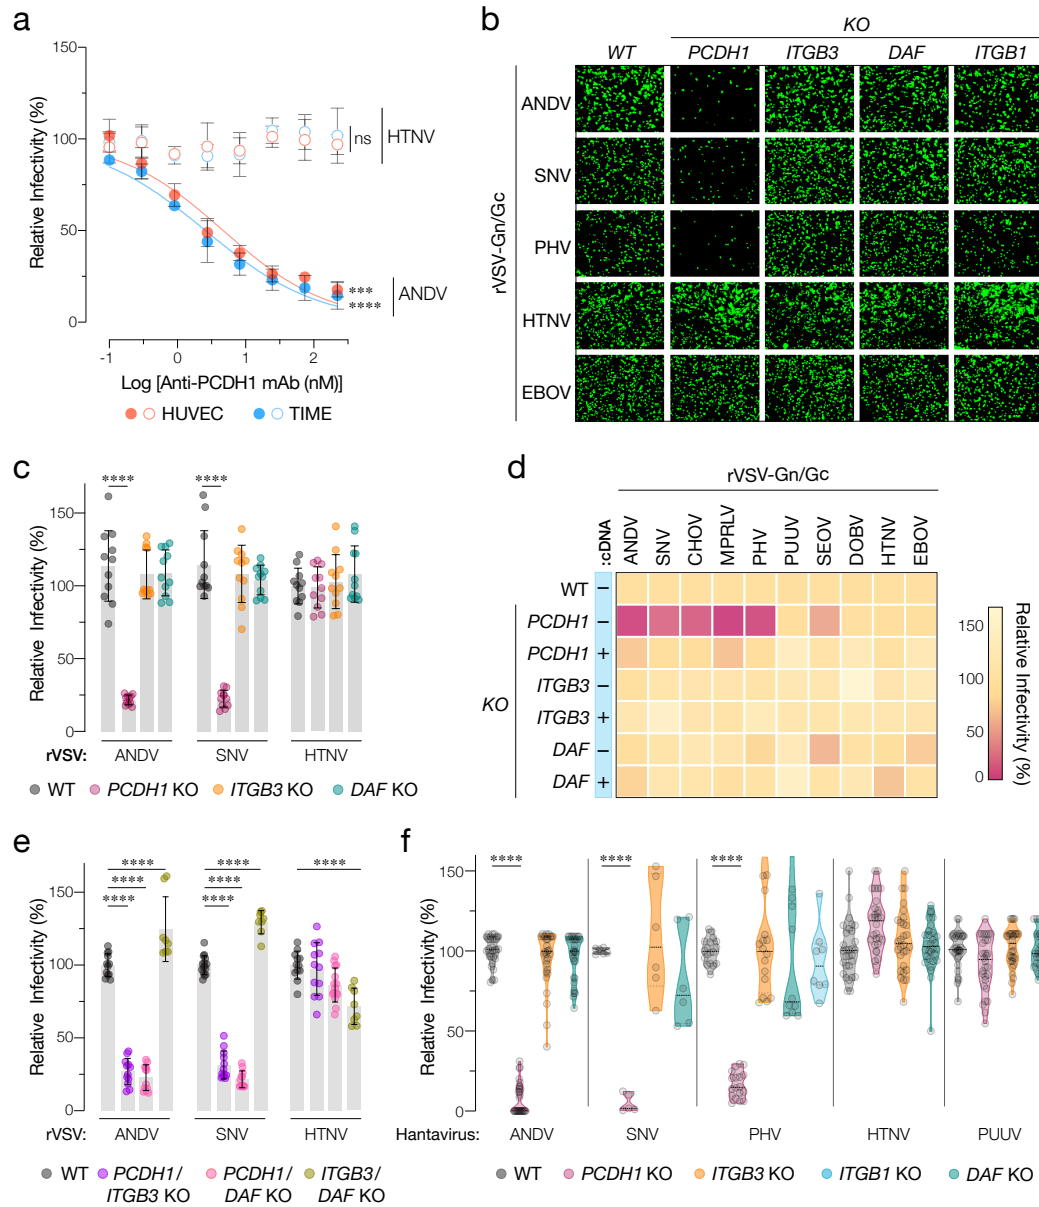 a
Relative Infectivity (%)
150
100
50
0
-1
0
1
2
Log [Anti-PCDH1 mAb (nM)]
HUVEC
TIME
ns
HTNV
***
****
ANDV
b
KO
WT
PCDH1
ITGB3
DAF
ITGB1
rVSV-Gn/Gc
ANDV
SNV
PHV
HTNV
EBOV
c
Relative Infectivity (%)
150
100
50
0
****
****
rVSV:
ANDV
SNV
HTNV
WT
PCDH1 KO
ITGB3 KO
DAF KO
d
rVSV-Gn/Gc
:cDNA
ANDV
SNV
CHOV
MPRLV
PHV
PUUV
SEOV
DOBV
HTNV
EBOV
WT −
KO
PCDH1 −
PCDH1 +
ITGB3 −
ITGB3 +
DAF −
DAF +
150
100
50
0
Relative Infectivity (%)
e
Relative Infectivity (%)
150
100
50
0
****
****
****
****
****
****
****
rVSV:
ANDV
SNV
HTNV
WT
PCDH1/
ITGB3 KO
PCDH1/
DAF KO
ITGB3/
DAF KO
f
Relative Infectivity (%)
150
100
50
0
****
****
****
Hantavirus:
ANDV
SNV
PHV
HTNV
PUUV
WT
PCDH1 KO
ITGB3 KO
ITGB1 KO
DAF KO